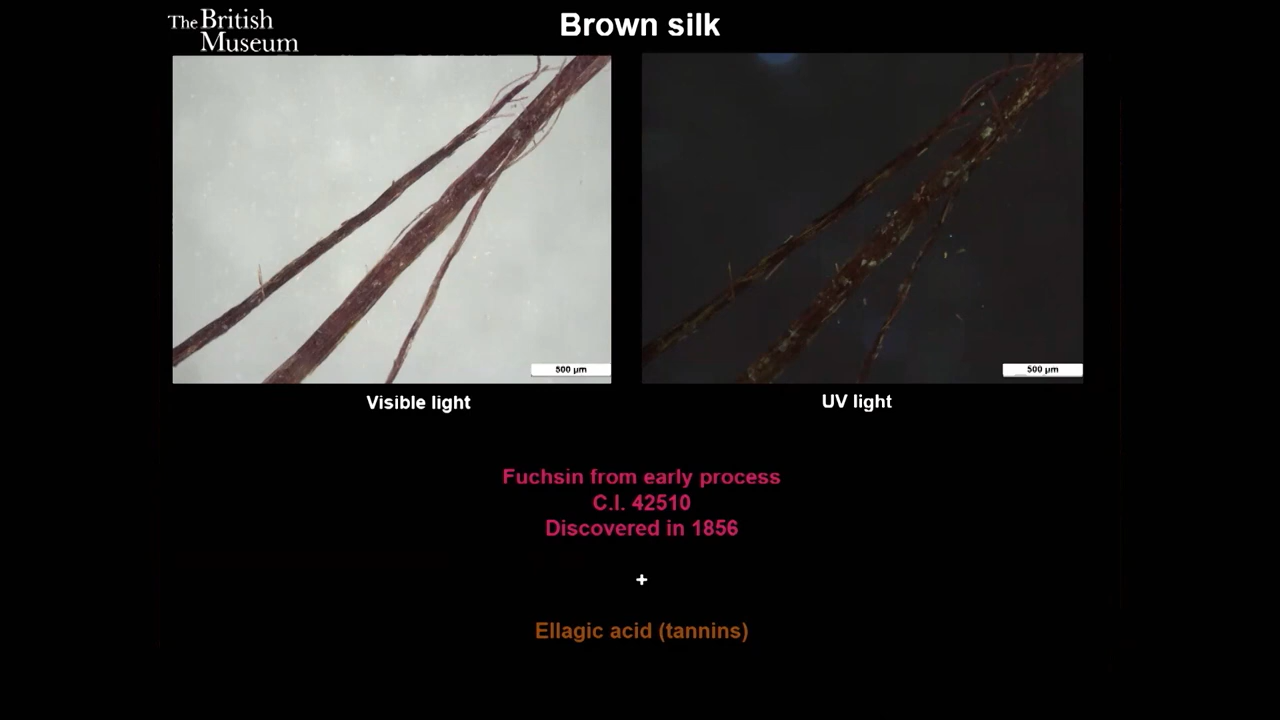 The British
Museum
Brown silk
500 µm
500 µm
Visible light
UV light
Fuchsin from early process
C.I. 42510
Discovered in 1856
+
Ellagic acid (tannins)